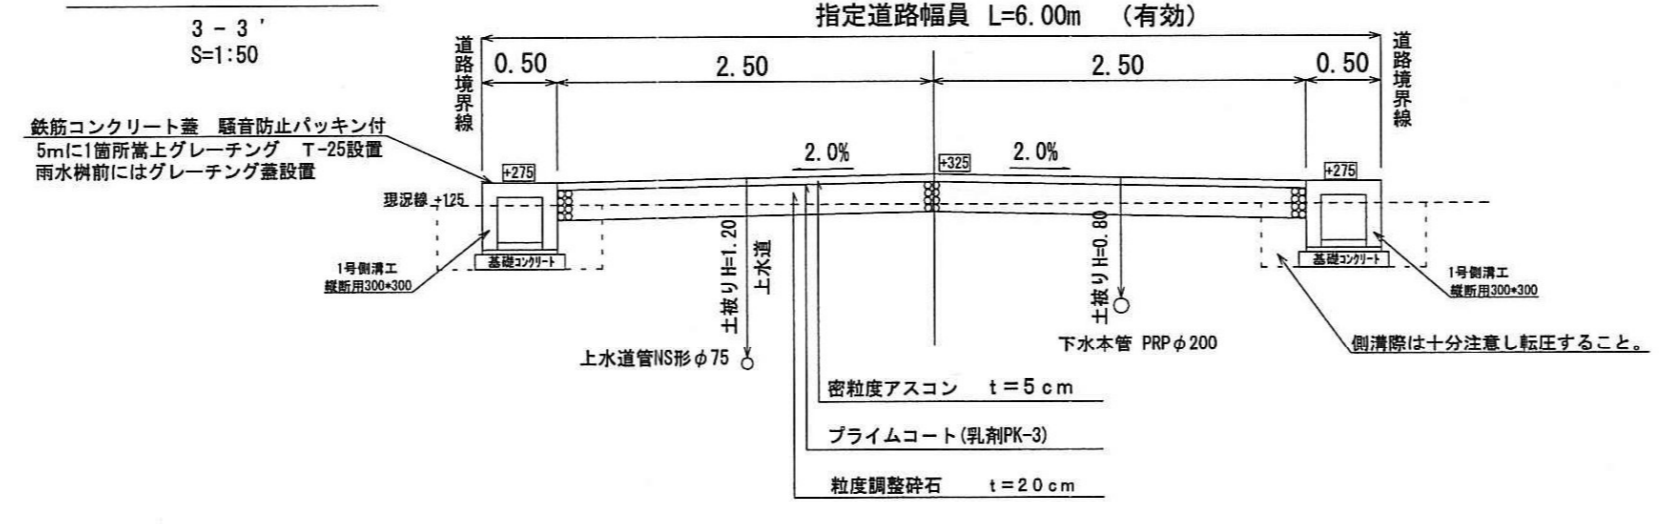 3 - 3 '
S=1:50
指定道路幅員 L=6.00m (有効)
道路境界線
0.50
2.50
2.50
0.50
道路境界線
鉄筋コンクリート蓋 騒音防止パッキン付
5mに1箇所嵩上グレーチング T-25設置
雨水桝前にはグレーチング蓋設置
+275
2.0%
+325
2.0%
+275
現況線 +125
基礎コンクリート
基礎コンクリート
1号側溝工
縦断用300*300
土被り H=1.20
上水道
土被り H=0.80
1号側溝工
縦断用300*300
上水道管NS形φ75
下水本管 PRPφ200
側溝際は十分注意し転圧すること。
密粒度アスコン t=5cm
プライムコート(乳剤PK-3)
粒度調整砕石 t=20cm